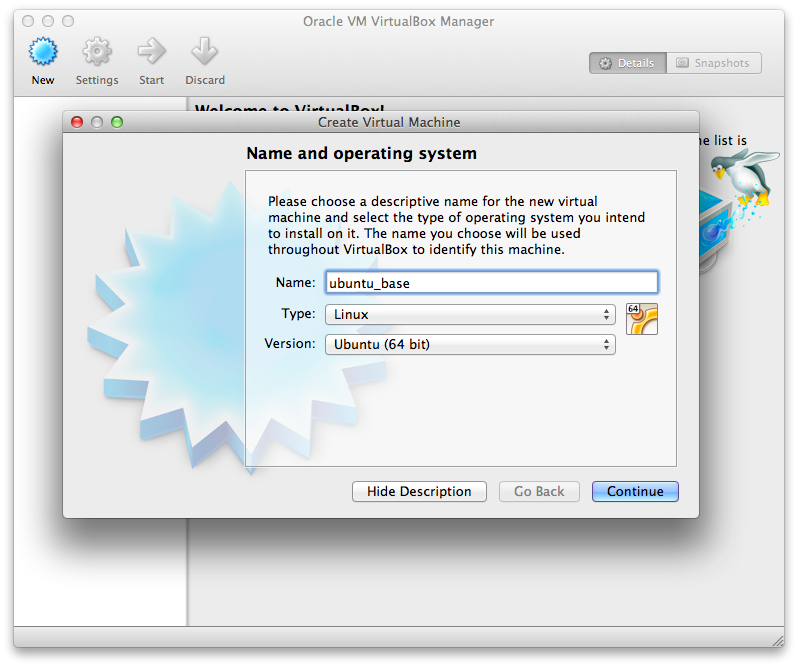 Oracle VM VirtualBox Manager
New
Settings
Start
Discard
Details
Snapshots
Welcome to VirtualBox!
list is
Create Virtual Machine
Name and operating system
Please choose a descriptive name for the new virtual
machine and select the type of operating system you intend
to install on it. The name you choose will be used
throughout VirtualBox to identify this machine.
Name: ubuntu_base
Type: Linux
64
Version: Ubuntu (64 bit)
Hide Description
Go Back
Continue